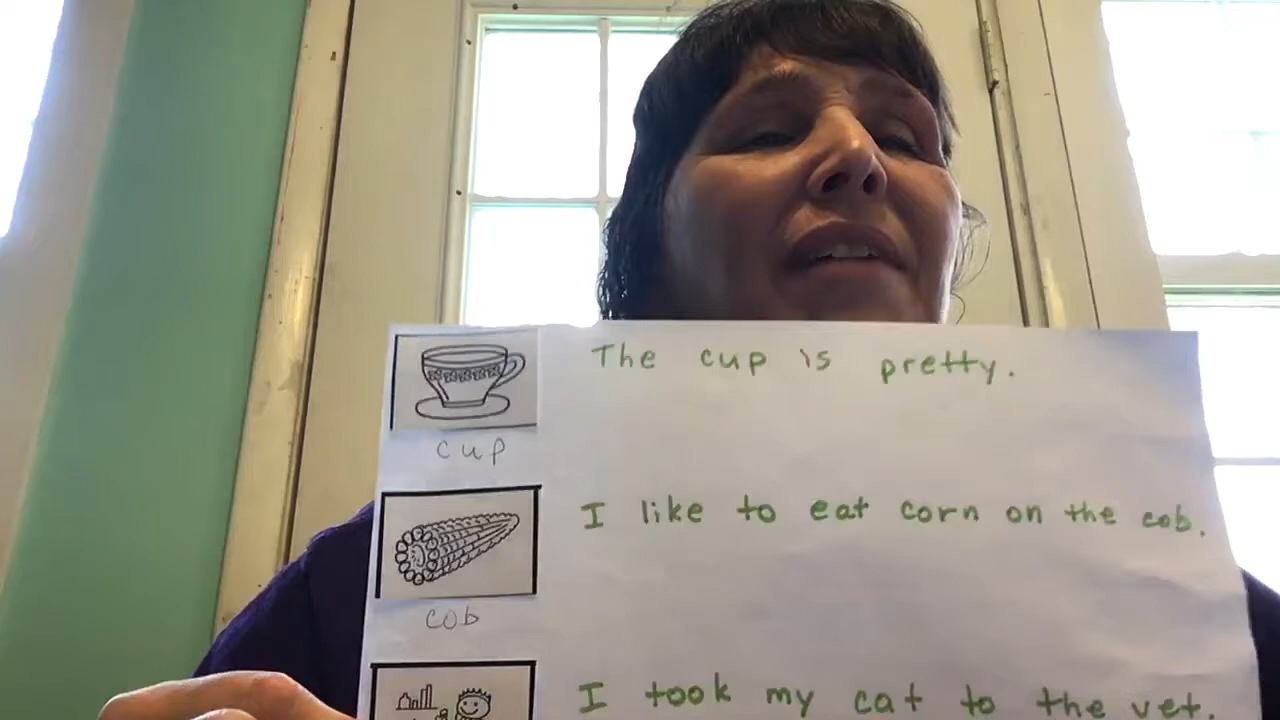 The cup is pretty.
cup
I like to eat corn on the cob.
cob
I took my cat to the vet.